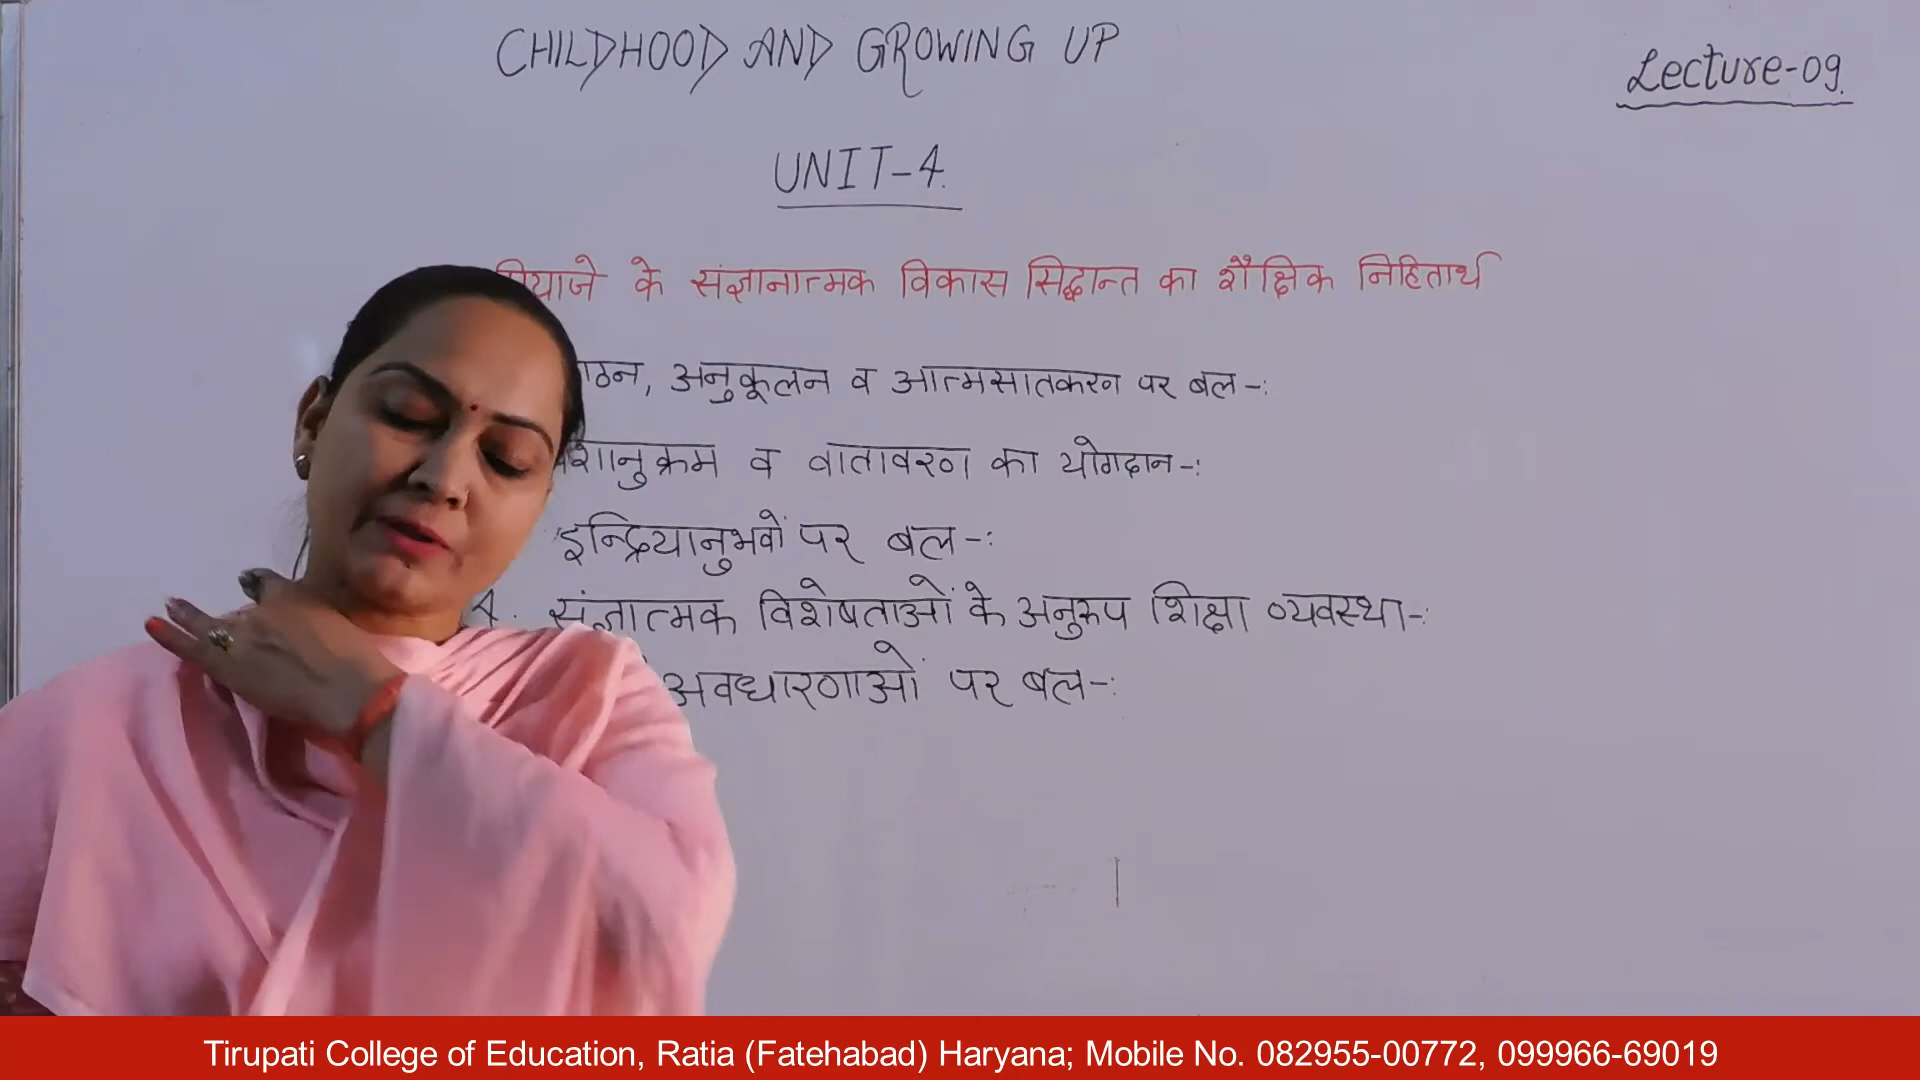 CHILDHOOD AND GROWING UP
Lecture-09.
UNIT-4.
के संज्ञानात्मक विकास सिद्धान्त का शैक्षिक निहितार्थ
अनुकूलन व आत्मसातकरण पर बल-:
व वातावरण का योगदान-:
इन्द्रियानुभवों पर बल-:
4. संज्ञात्मक विशेषताओं के अनुरूप शिक्षा व्यवस्था-:
अवधारणाओं पर बल-:
Tirupati College of Education, Ratia (Fatehabad) Haryana; Mobile No. 082955-00772, 099966-69019